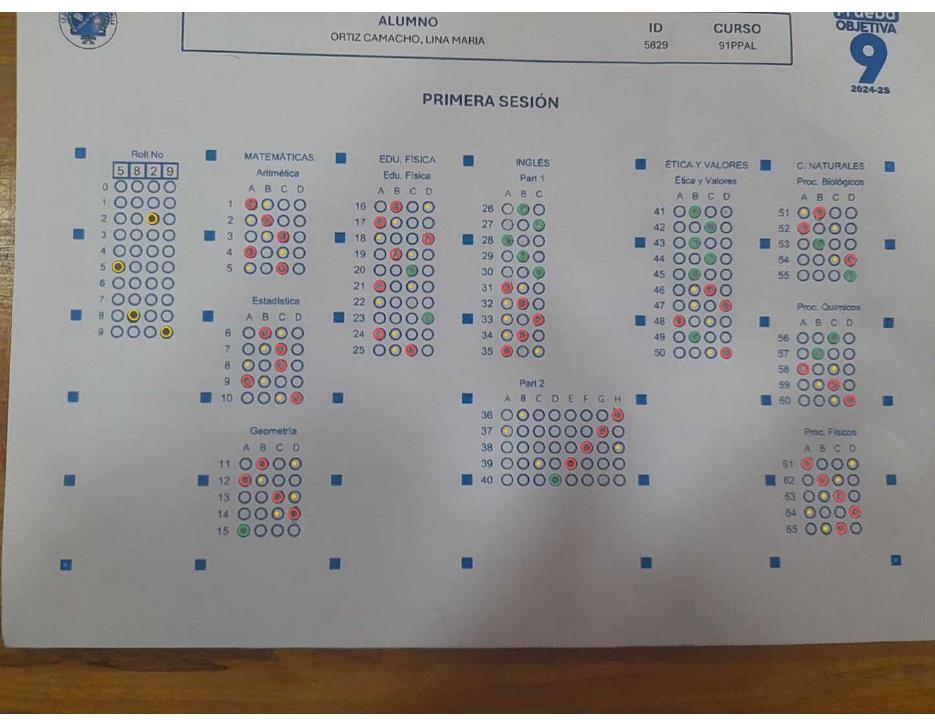 ALUMNO
ORTIZ CAMACHO, LINA MARIA
ID
5829
CURSO
91PPAL
Prueba
OBJETIVA
9
2024-2S
PRIMERA SESIÓN
Roll No
5 8 2 9
0
1
2
3
4
5
6
7
8
9
MATEMÁTICAS
Aritmética
A B C D
1
2
3
4
5
Estadística
A B C D
6
7
8
9
10
Geometría
A B C D
11
12
13
14
15
EDU. FÍSICA
Edu. Física
A B C D
16
17
18
19
20
21
22
23
24
25
INGLÉS
Part 1
A B C
26
27
28
29
30
31
32
33
34
35
Part 2
A B C D E F G H
36
37
38
39
40
ÉTICA Y VALORES
Ética y Valores
A B C D
41
42
43
44
45
46
47
48
49
50
C. NATURALES
Proc. Biológicos
A B C D
51
52
53
54
55
Proc. Químicos
A B C D
56
57
58
59
60
Proc. Físicos
A B C D
61
62
63
64
65